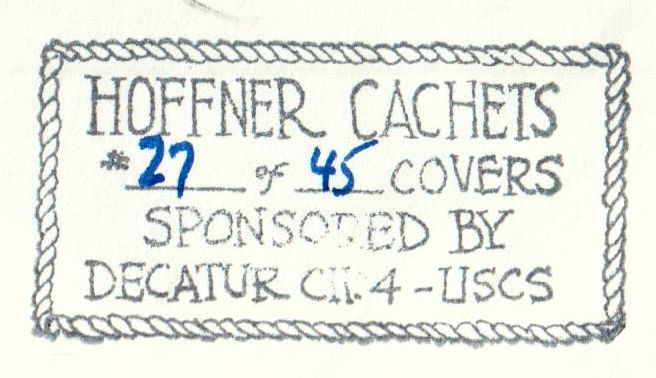 HOFFNER CACHETS
# 27 of 45 COVERS
SPONSORED BY
DECATUR CH. 4 - USCS